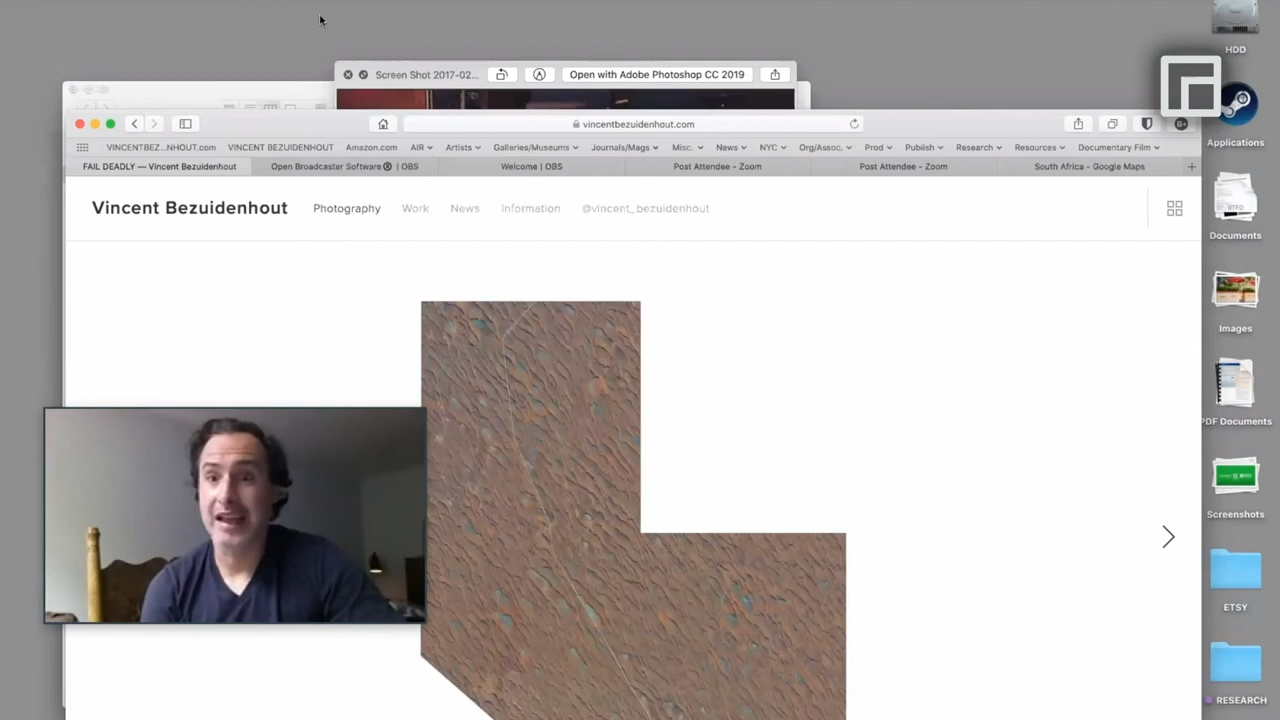 HDD
Screen Shot 2017-02...
Open with Adobe Photoshop CC 2019
vincentbezuidenhout.com
B+
VINCENTBEZ...NHOUT.com VINCENT BEZUIDENHOUT Amazon.com AIR Artists Galleries/Museums Journals/Mags Misc. News NYC Org/Assoc. Prod Publish Research Resources Documentary Film
Applications
FAIL DEADLY — Vincent Bezuidenhout
Open Broadcaster Software | OBS
Welcome | OBS
Post Attendee - Zoom
Post Attendee - Zoom
South Africa - Google Maps
Vincent Bezuidenhout
Photography Work News Information @vincent_bezuidenhout
RTFD
Documents
Images
PDF Documents
Screenshots
ETSY
RESEARCH